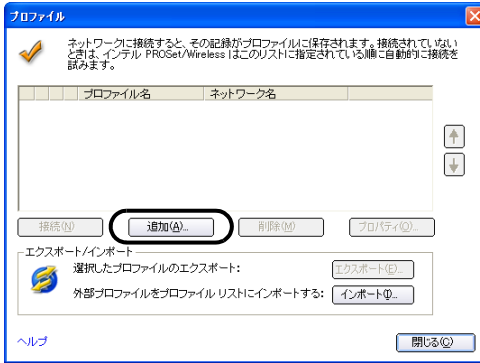 プロファイル
ネットワークに接続すると、その記録がプロファイルに保存されます。接続されていない
ときは、インテル PROSet/Wireless はこのリストに指定されている順に自動的に接続を
試みます。
プロファイル名 ネットワーク名
接続(N) 追加(A)... 削除(M) プロパティ(O)...
エクスポート/インポート
選択したプロファイルのエクスポート: エクスポート(E)...
外部プロファイルをプロファイル リストにインポートする: インポート(I)...
ヘルプ 閉じる(C)